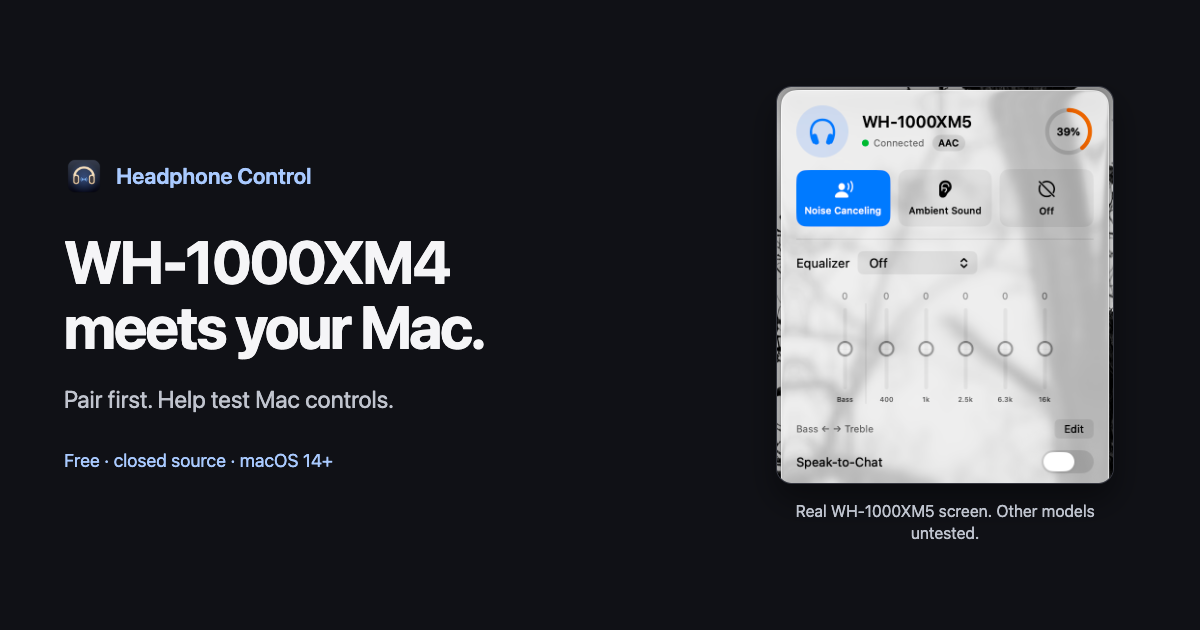 Headphone Control
WH-1000XM4
meets your Mac.
Pair first. Help test Mac controls.
Free · closed source · macOS 14+
WH-1000XM5
Connected AAC
39%
Noise Canceling Ambient Sound Off
Equalizer Off
0 0 0 0 0 0
Bass 400 1k 2.5k 6.3k 16k
Bass ← → Treble Edit
Speak-to-Chat
Real WH-1000XM5 screen. Other models
untested.